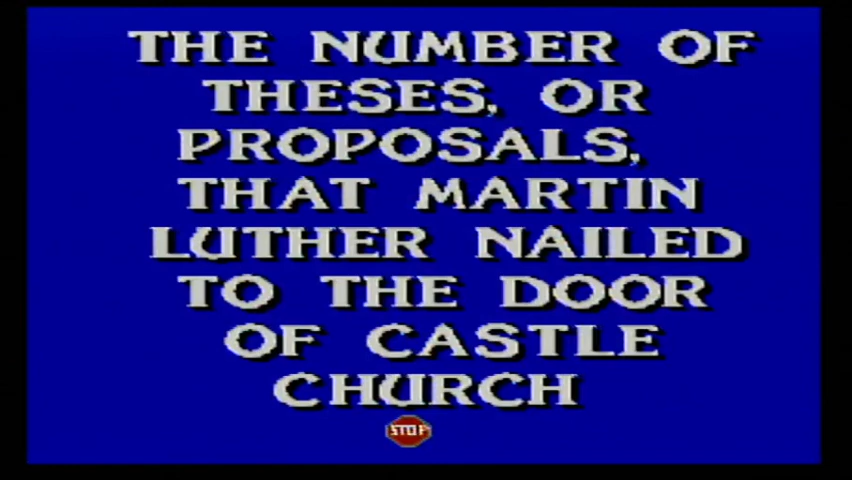 THE NUMBER OF
THESES, OR
PROPOSALS,
THAT MARTIN
LUTHER NAILED
TO THE DOOR
OF CASTLE
CHURCH
STOP